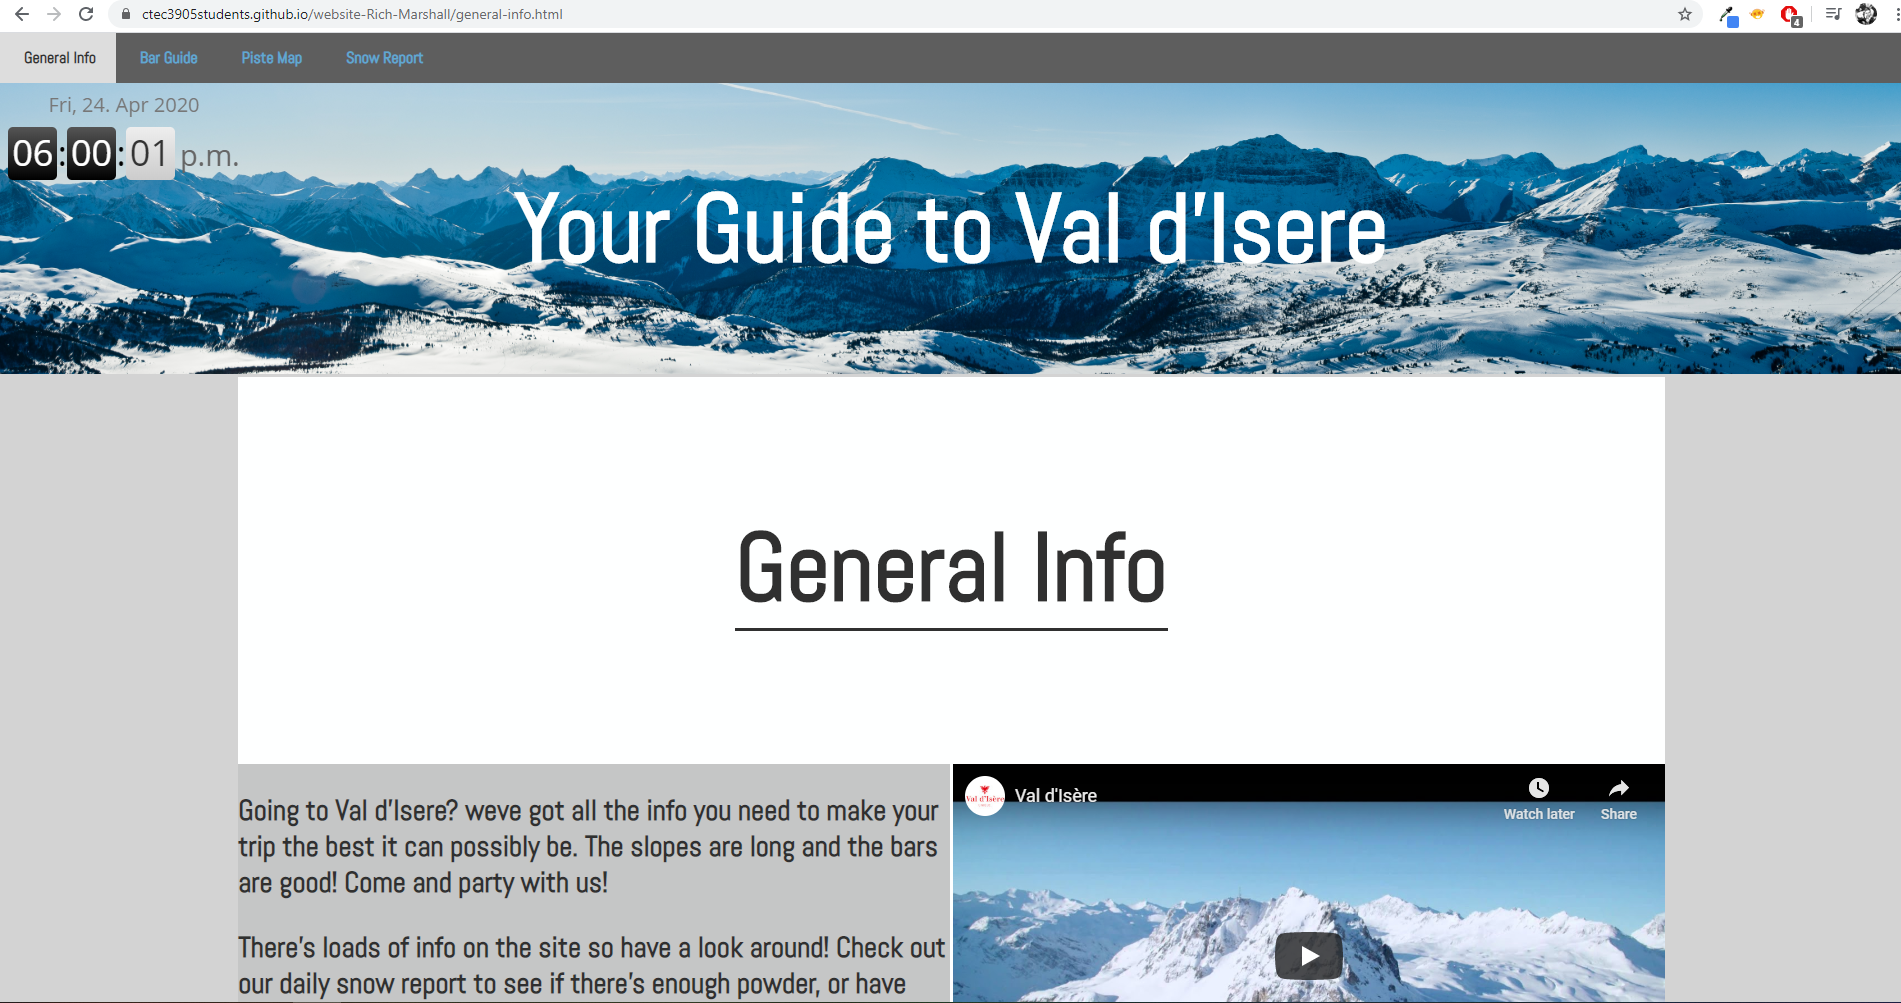 ctec3905students.github.io/website-Rich-Marshall/general-info.html
4
General Info
Bar Guide
Piste Map
Snow Report
Fri, 24. Apr 2020
06:00:01 p.m.
Your Guide to Val d'Isere
General Info
Going to Val d'Isere? weve got all the info you need to make your
trip the best it can possibly be. The slopes are long and the bars
are good! Come and party with us!
There's loads of info on the site so have a look around! Check out
our daily snow report to see if there's enough powder, or have
Val d'Isère
Val d'Isère
Watch later
Share